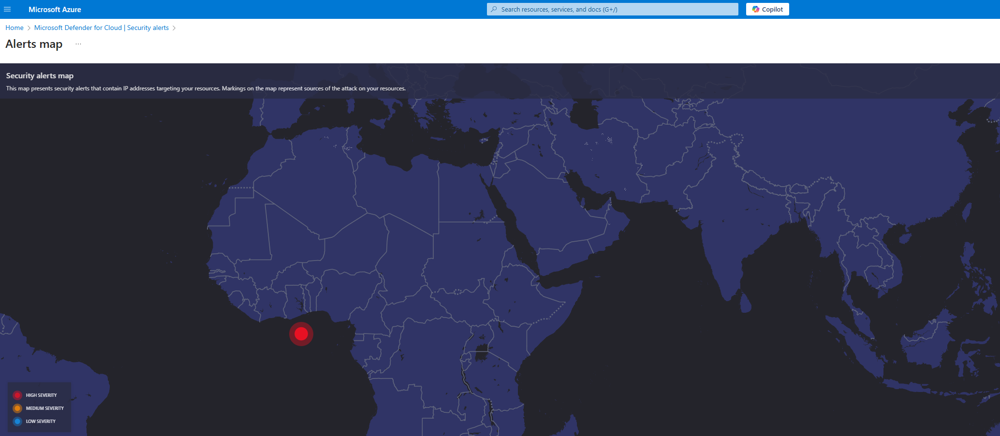 Microsoft Azure
Search resources, services, and docs (G+/)
Copilot
Home > Microsoft Defender for Cloud | Security alerts >
Alerts map ...
Security alerts map
This map presents security alerts that contain IP addresses targeting your resources. Markings on the map represent sources of the attack on your resources.
HIGH SEVERITY
MEDIUM SEVERITY
LOW SEVERITY